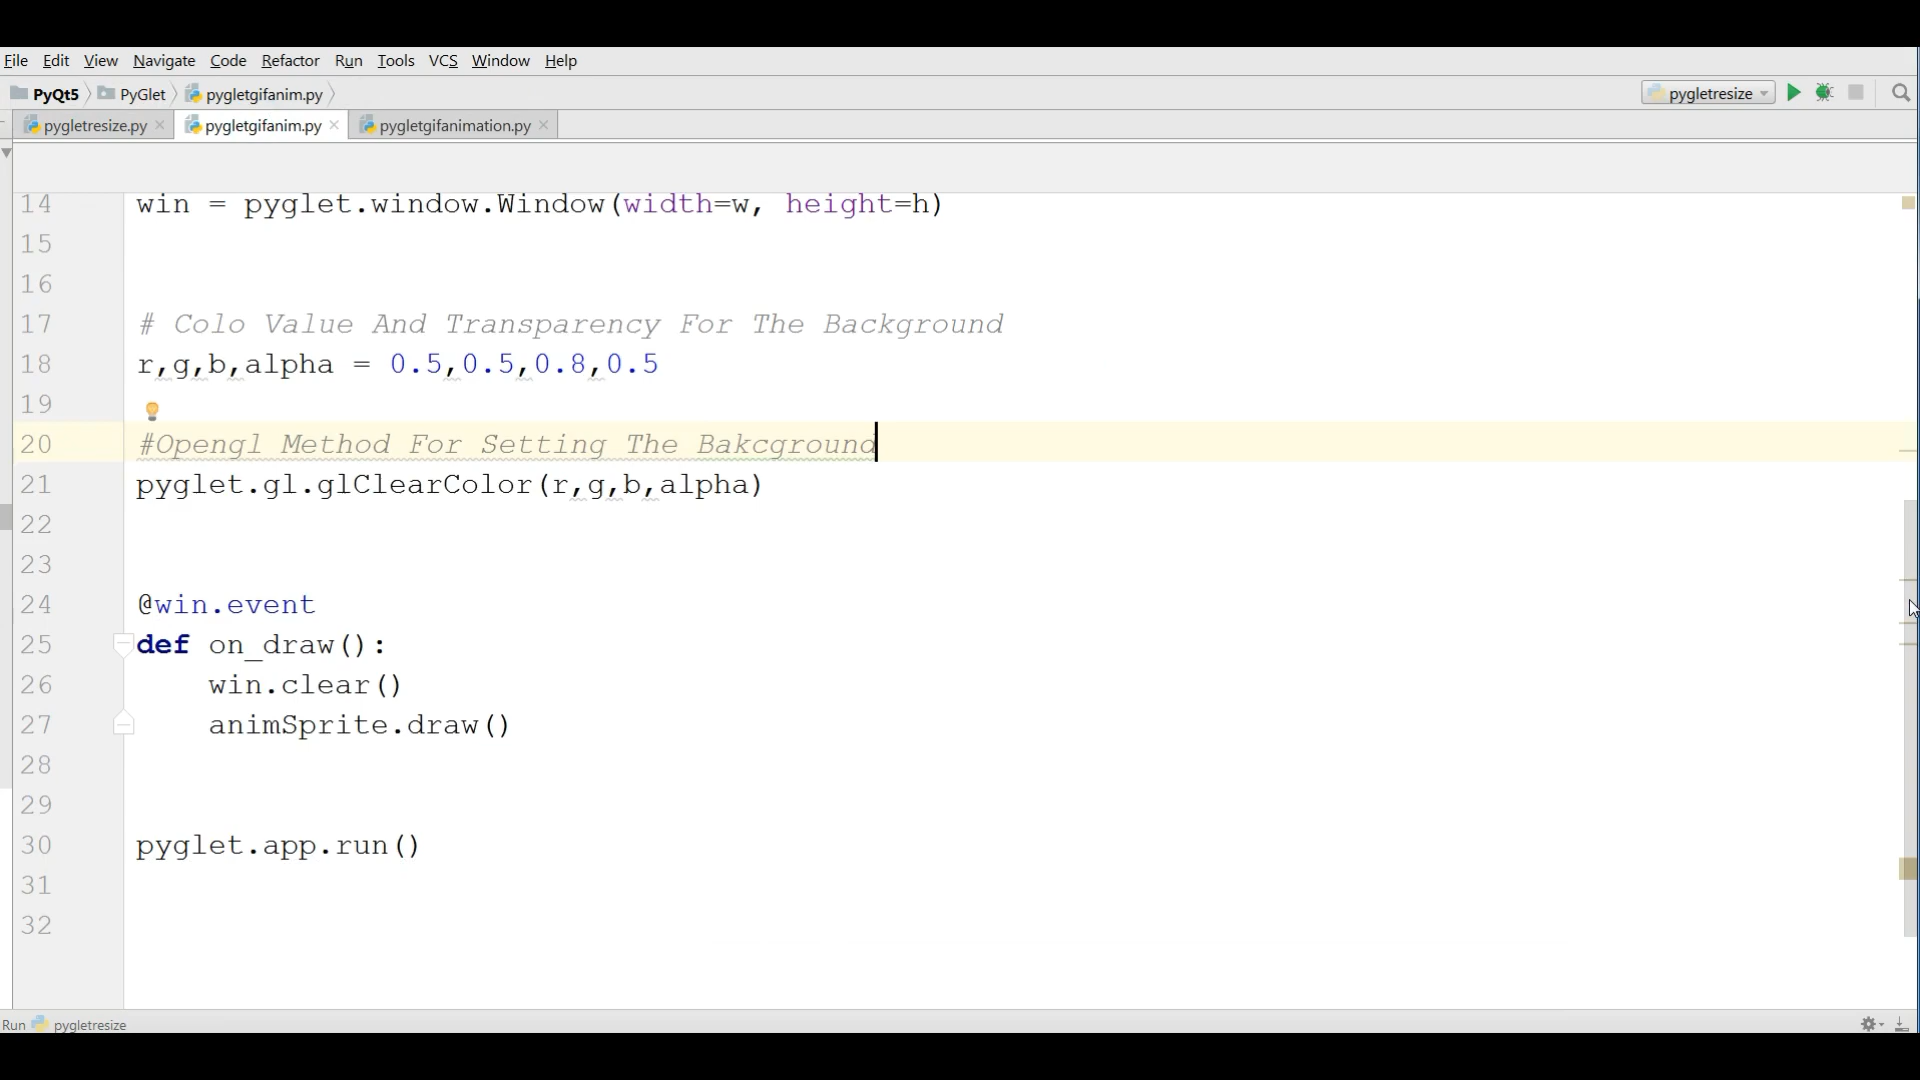 File Edit View Navigate Code Refactor Run Tools VCS Window Help
PyQt5 PyGlet pygletgifanim.py pygletresize
pygletresize.py pygletgifanim.py pygletgifanimation.py
14 win = pyglet.window.Window(width=w, height=h)
15
16
17 # Colo Value And Transparency For The Background
18 r,g,b,alpha = 0.5,0.5,0.8,0.5
19
20 #Opengl Method For Setting The Bakcground
21 pyglet.gl.glClearColor(r,g,b,alpha)
22
23
24 @win.event
25 def on_draw():
26 win.clear()
27 animSprite.draw()
28
29
30 pyglet.app.run()
31
32
Run pygletresize